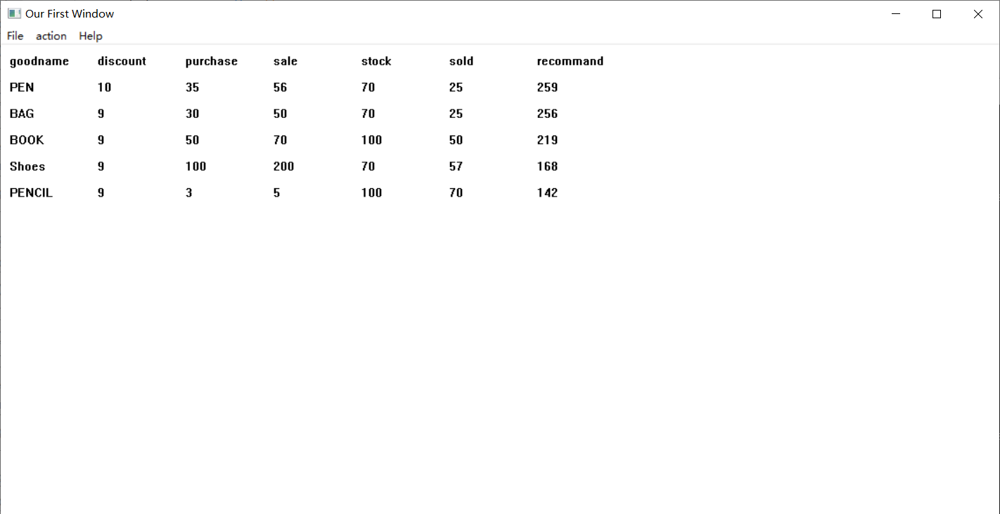 Our First Window
File action Help
goodname discount purchase sale stock sold recommand
PEN 10 35 56 70 25 259
BAG 9 30 50 70 25 256
BOOK 9 50 70 100 50 219
Shoes 9 100 200 70 57 168
PENCIL 9 3 5 100 70 142